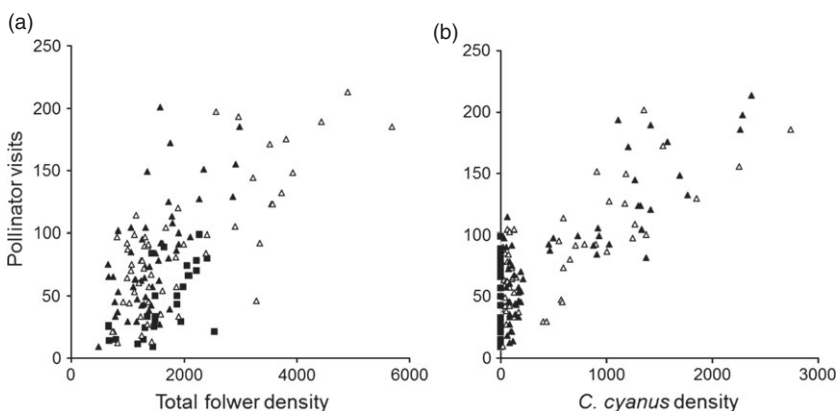 (a)
(b)
Pollinator visits
250
200
150
100
50
0
0 2000 4000 6000
Total folwer density
250
200
150
100
50
0
0 1000 2000 3000
C. cyanus density